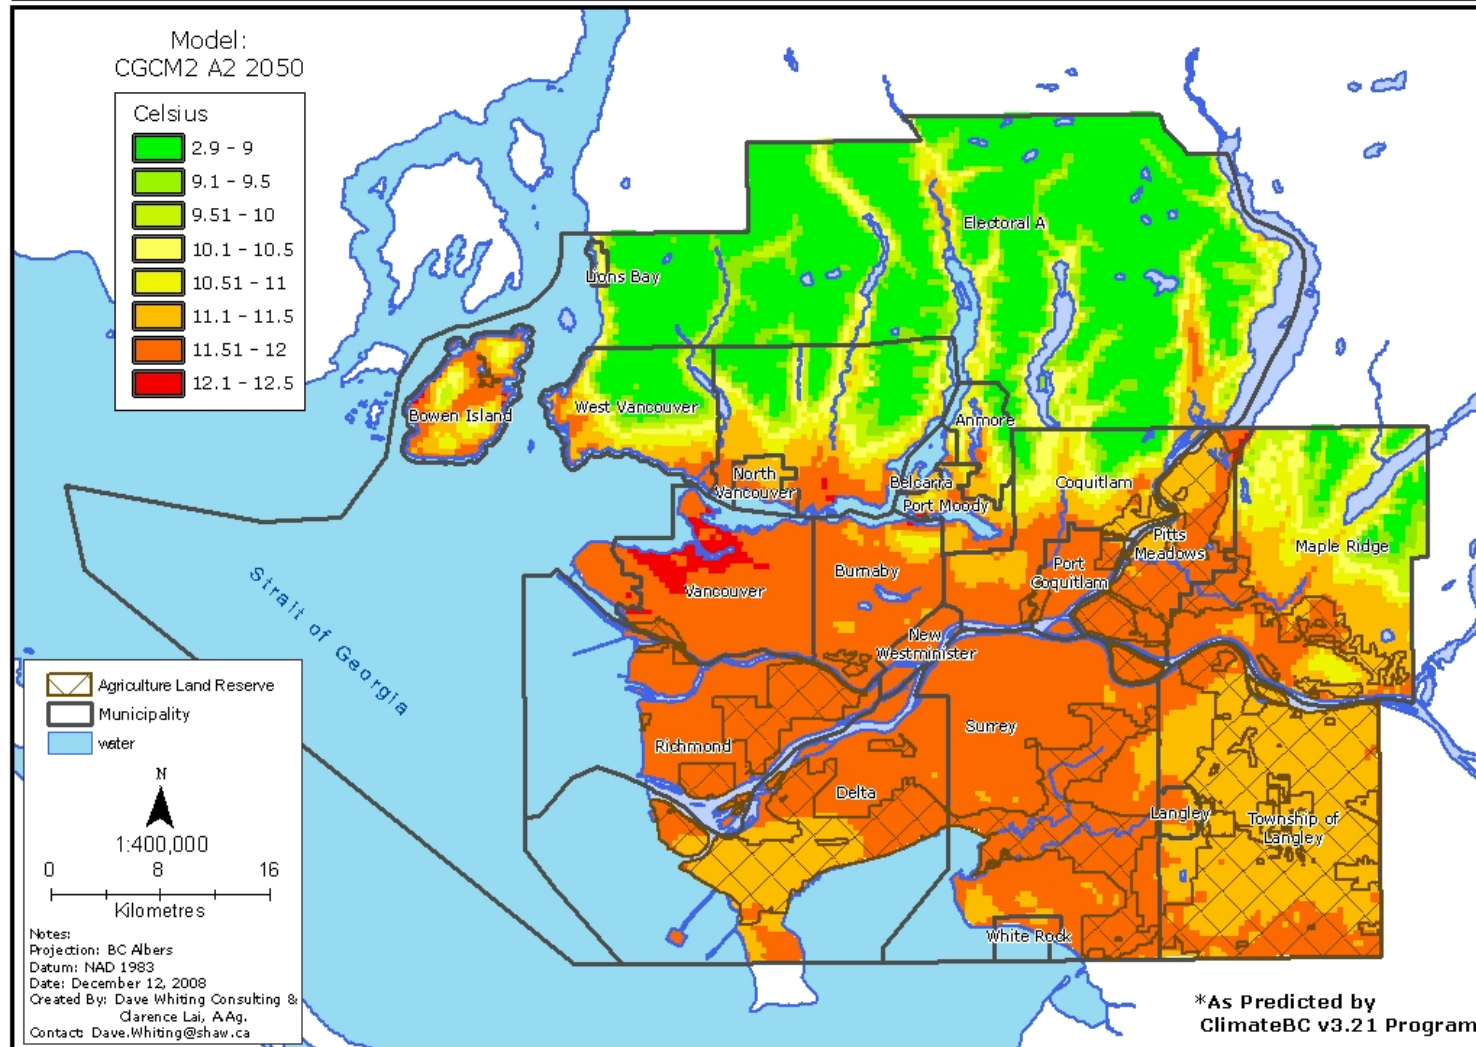 Model:
CGCM2 A2 2050
Celsius
2.9 - 9
9.1 - 9.5
9.51 - 10
10.1 - 10.5
10.51 - 11
11.1 - 11.5
11.51 - 12
12.1 - 12.5
Electoral A
Lions Bay
Bowen Island
West Vancouver
Anmore
North
Vancouver
Belcarra
Port Moody
Coquitlam
Pitts
Meadows
Maple Ridge
Port
Coquitlam
Burnaby
Vancouver
New
Westminister
Strait of Georgia
Richmond
Surrey
Delta
Langley
Township of
Langley
White Rock
Agriculture Land Reserve
Municipality
water
N
1:400,000
0 8 16
Kilometres
Notes:
Projection: BC Albers
Datum: NAD 1983
Date: December 12, 2008
Created By: Dave Whiting Consulting &
Clarence Lai, A.Ag.
Contact: Dave.Whiting@shaw.ca
*As Predicted by
ClimateBC v3.21 Program